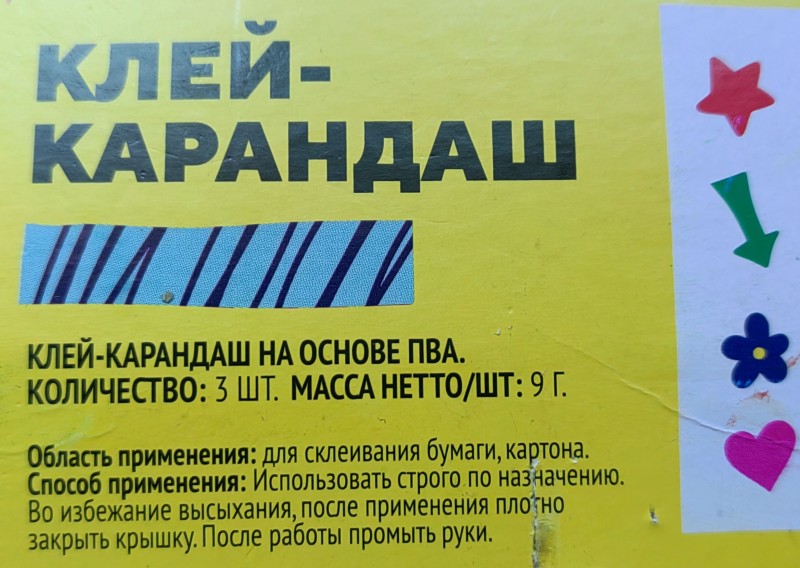 КЛЕЙ-
КАРАНДАШ
КЛЕЙ-КАРАНДАШ НА ОСНОВЕ ПВА.
КОЛИЧЕСТВО: 3 ШТ. МАССА НЕТТО/ШТ: 9 Г.
Область применения: для склеивания бумаги, картона.
Способ применения: Использовать строго по назначению.
Во избежание высыхания, после применения плотно
закрыть крышку. После работы промыть руки.